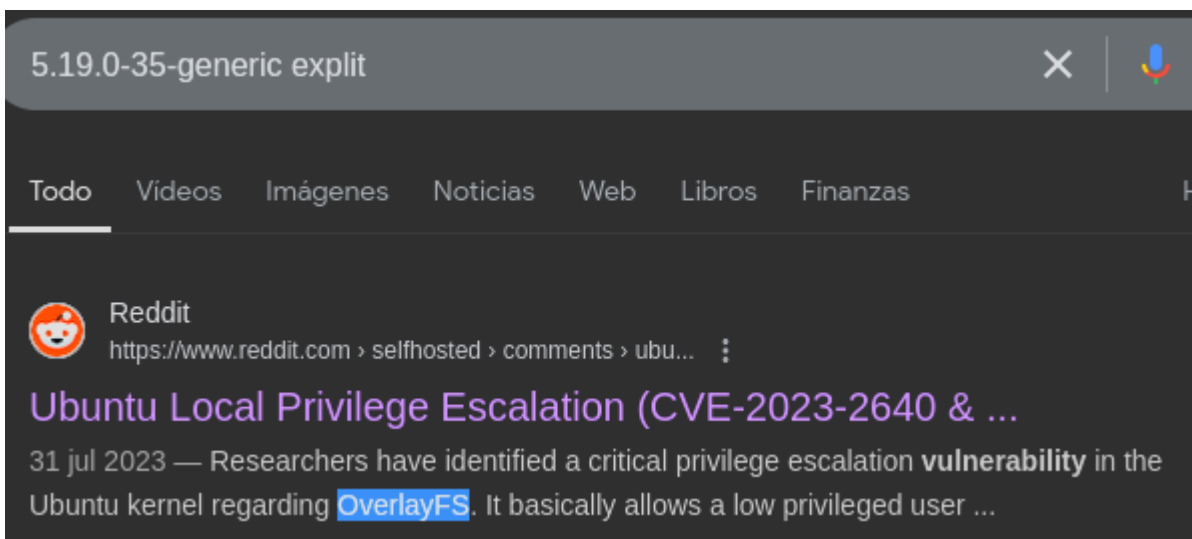 5.19.0-35-generic explit
Todo Vídeos Imágenes Noticias Web Libros Finanzas
Reddit
https://www.reddit.com › selfhosted › comments › ubu...
Ubuntu Local Privilege Escalation (CVE-2023-2640 & ...
31 jul 2023 — Researchers have identified a critical privilege escalation vulnerability in the
Ubuntu kernel regarding OverlayFS. It basically allows a low privileged user ...